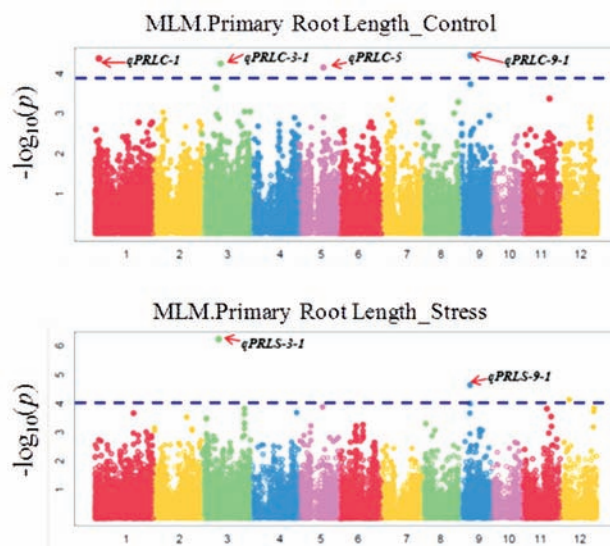 MLM.Primary Root Length_Control
qPRLC-1
qPRLC-3-1
qPRLC-5
qPRLC-9-1
-log10(p)
4
3
2
1
1 2 3 4 5 6 7 8 9 10 11 12
MLM.Primary Root Length_Stress
qPRLS-3-1
qPRLS-9-1
-log10(p)
6
5
4
3
2
1
1 2 3 4 5 6 7 8 9 10 11 12